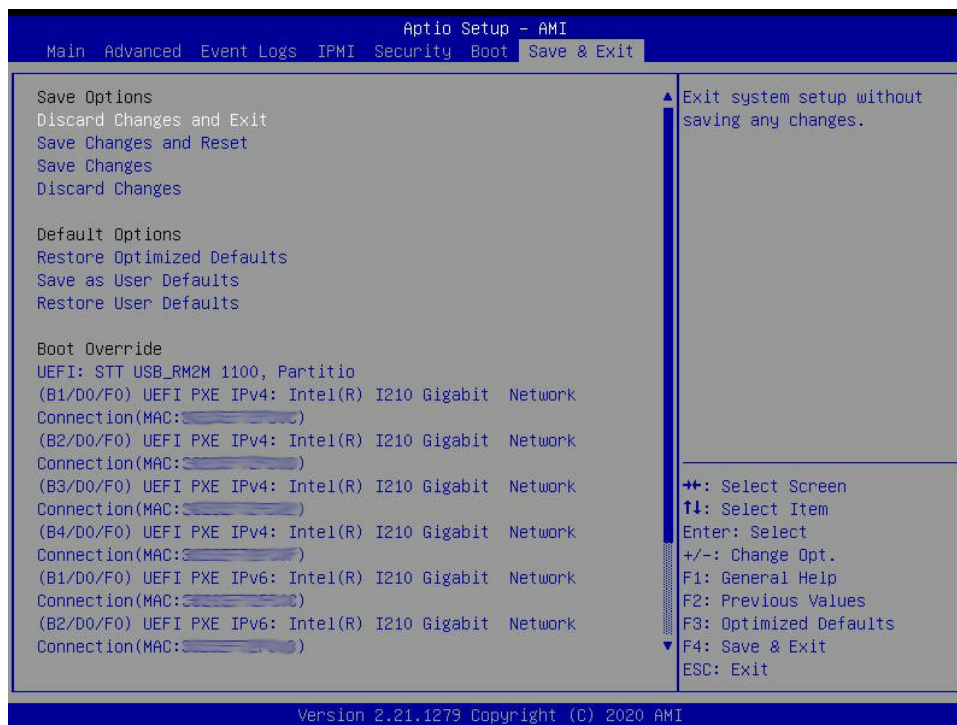 Aptio Setup – AMI
Main Advanced Event Logs IPMI Security Boot Save & Exit
Save Options
Discard Changes and Exit
Save Changes and Reset
Save Changes
Discard Changes
Default Options
Restore Optimized Defaults
Save as User Defaults
Restore User Defaults
Boot Override
UEFI: STT USB_RM2M 1100, Partitio
(B1/D0/F0) UEFI PXE IPv4: Intel(R) I210 Gigabit Network
Connection(MAC: )
(B2/D0/F0) UEFI PXE IPv4: Intel(R) I210 Gigabit Network
Connection(MAC: )
(B3/D0/F0) UEFI PXE IPv4: Intel(R) I210 Gigabit Network
Connection(MAC: )
(B4/D0/F0) UEFI PXE IPv4: Intel(R) I210 Gigabit Network
Connection(MAC: )
(B1/D0/F0) UEFI PXE IPv6: Intel(R) I210 Gigabit Network
Connection(MAC: )
(B2/D0/F0) UEFI PXE IPv6: Intel(R) I210 Gigabit Network
Connection(MAC: )
Exit system setup without
saving any changes.
→←: Select Screen
↑↓: Select Item
Enter: Select
+/-: Change Opt.
F1: General Help
F2: Previous Values
F3: Optimized Defaults
F4: Save & Exit
ESC: Exit
Version 2.21.1279 Copyright (C) 2020 AMI